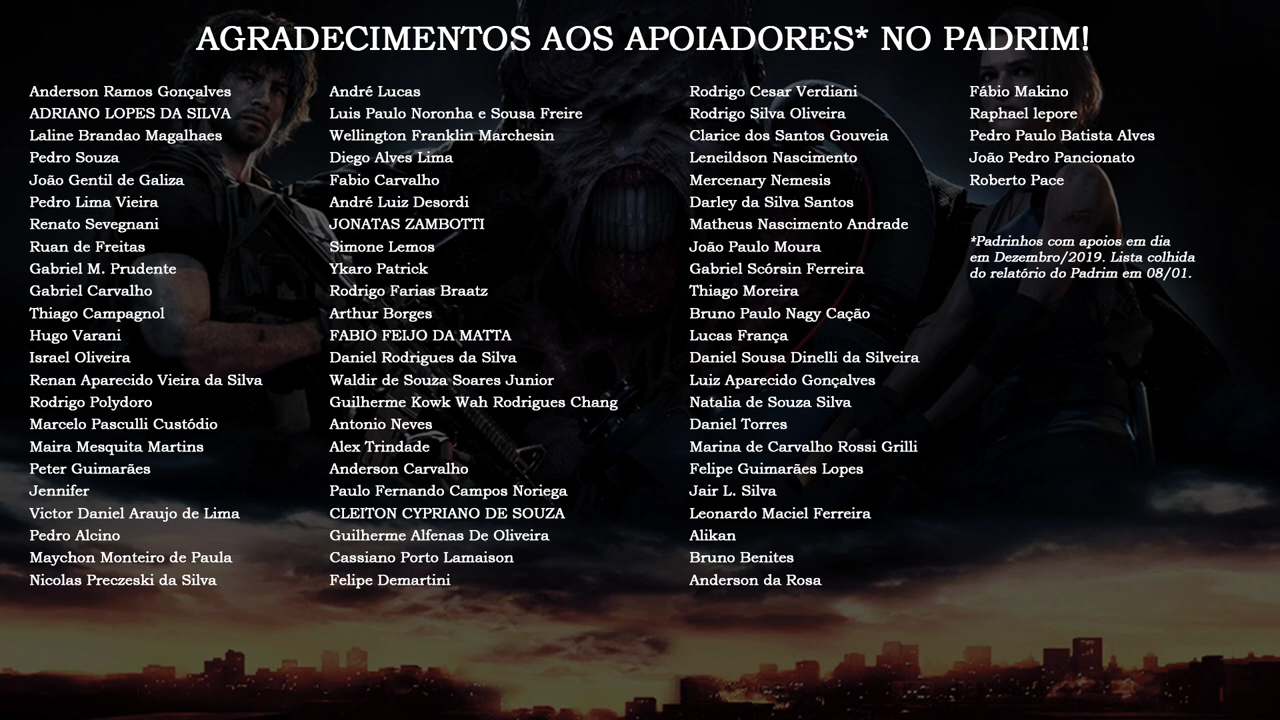 AGRADECIMENTOS AOS APOIADORES* NO PADRIM!
Anderson Ramos Gonçalves
ADRIANO LOPES DA SILVA
Laline Brandao Magalhaes
Pedro Souza
João Gentil de Galiza
Pedro Lima Vieira
Renato Sevegnani
Ruan de Freitas
Gabriel M. Prudente
Gabriel Carvalho
Thiago Campagnol
Hugo Varani
Israel Oliveira
Renan Aparecido Vieira da Silva
Rodrigo Polydoro
Marcelo Pasculli Custódio
Maira Mesquita Martins
Peter Guimarães
Jennifer
Victor Daniel Araujo de Lima
Pedro Alcino
Maychon Monteiro de Paula
Nicolas Preczeski da Silva
André Lucas
Luis Paulo Noronha e Sousa Freire
Wellington Franklin Marchesin
Diego Alves Lima
Fabio Carvalho
André Luiz Desordi
JONATAS ZAMBOTTI
Simone Lemos
Ykaro Patrick
Rodrigo Farias Braatz
Arthur Borges
FABIO FEIJO DA MATTA
Daniel Rodrigues da Silva
Waldir de Souza Soares Junior
Guilherme Kowk Wah Rodrigues Chang
Antonio Neves
Alex Trindade
Anderson Carvalho
Paulo Fernando Campos Noriega
CLEITON CYPRIANO DE SOUZA
Guilherme Alfenas De Oliveira
Cassiano Porto Lamaison
Felipe Demartini
Rodrigo Cesar Verdiani
Rodrigo Silva Oliveira
Clarice dos Santos Gouveia
Leneildson Nascimento
Mercenary Nemesis
Darley da Silva Santos
Matheus Nascimento Andrade
João Paulo Moura
Gabriel Scórsin Ferreira
Thiago Moreira
Bruno Paulo Nagy Cação
Lucas França
Daniel Sousa Dinelli da Silveira
Luiz Aparecido Gonçalves
Natalia de Souza Silva
Daniel Torres
Marina de Carvalho Rossi Grilli
Felipe Guimarães Lopes
Jair L. Silva
Leonardo Maciel Ferreira
Alikan
Bruno Benites
Anderson da Rosa
Fábio Makino
Raphael lepore
Pedro Paulo Batista Alves
João Pedro Pancionato
Roberto Pace
*Padrinhos com apoios em dia
em Dezembro/2019. Lista colhida
do relatório do Padrim em 08/01.